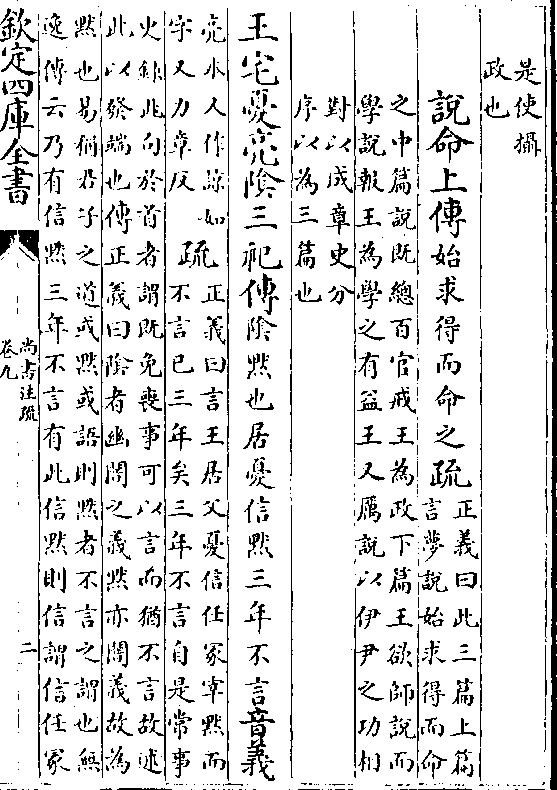 是使攝
政也
說命上傳始求得而命之疏
正義曰此三篇上篇
言夢說始求得而命
之中篇說既總百官戒王為政下篇王欲師說而
學說報王為學之有益王又厲說以伊尹之功相
對以成章史分
序以為三篇也
王宅憂亮隂三祀傳隂黙也居憂信黙三年不言音義
亮本人作諒如
字又力章反
疏
正義曰言王居父憂信任冢宰黙而
不言已三年矣三年不言自是常事
史錄此句於首者謂既免喪事可以言而猶不言故述
此以發端也傳正義曰隂者幽闇之義黙亦闇義故為
黙也易稱君子之道或黙或語則黙者不言之謂也無
逸傳云乃有信黙三年不言有此信黙則信謂信任冢
欽定四庫全書
尚書注疏
卷九
二